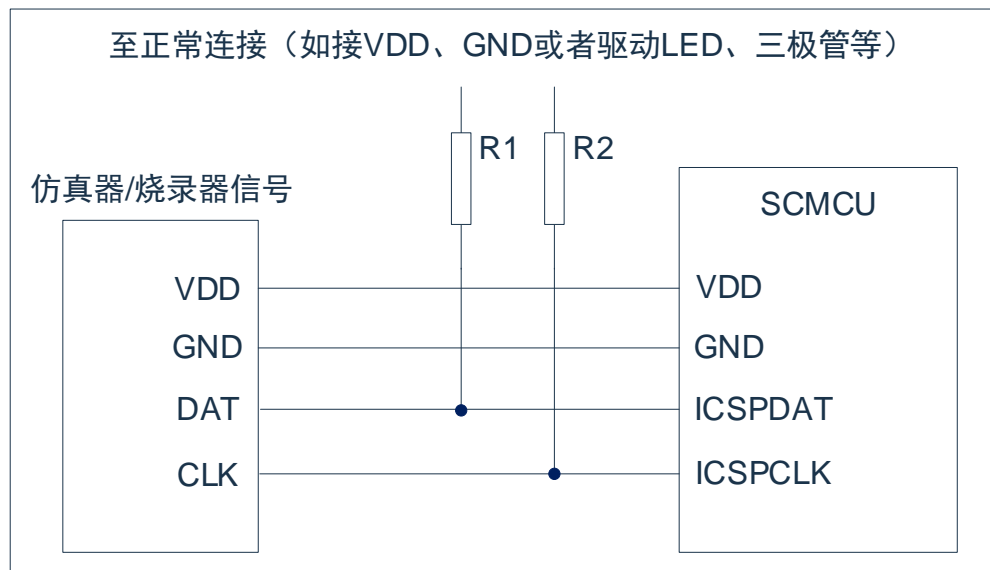 至正常连接（如接VDD、GND或者驱动LED、三极管等）
R1
R2
仿真器/烧录器信号
SCMCU
VDD
VDD
GND
GND
DAT
ICSPDAT
CLK
ICSPCLK